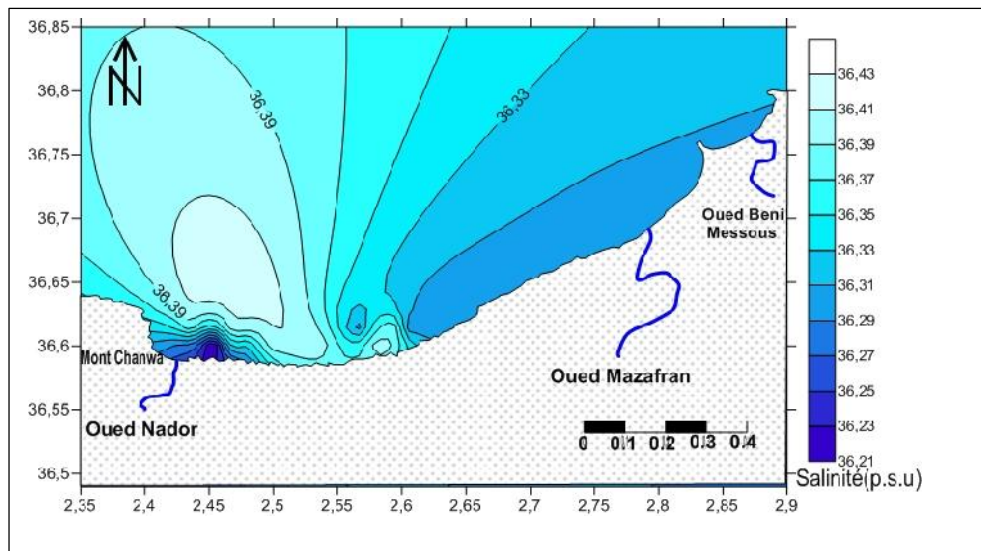 36,85
36,8
36,75
36,7
36,65
36,6
36,55
36,5
N
36.39
36.33
36.39
Mont Chanwa
Oued Nador
Oued Mazafran
Oued Beni
Messous
0 0.1 0.2 0.3 0.4
2,35 2,4 2,45 2,5 2,55 2,6 2,65 2,7 2,75 2,8 2,85 2,9
36,43
36,41
36,39
36,37
36,35
36,33
36,31
36,29
36,27
36,25
36,23
36,21
Salinité(p.s.u)